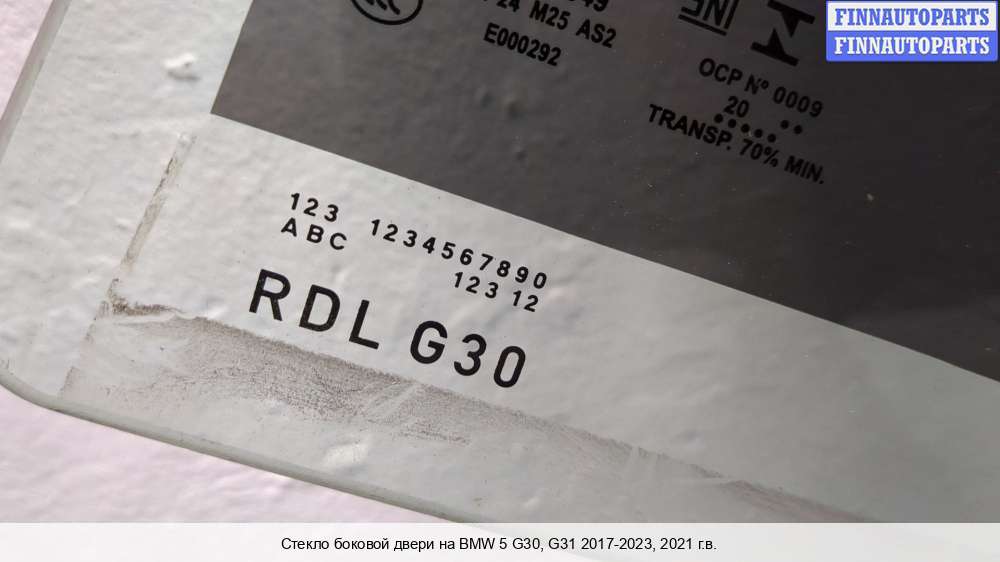 FINNAUTOPARTS
FINNAUTOPARTS
24 M25 AS2
E000292
OCP Nº 0009
20
TRANSP. 70% MIN.
123 1234567890
ABC 123 12
RDL G30
Стекло боковой двери на BMW 5 G30, G31 2017-2023, 2021 г.в.